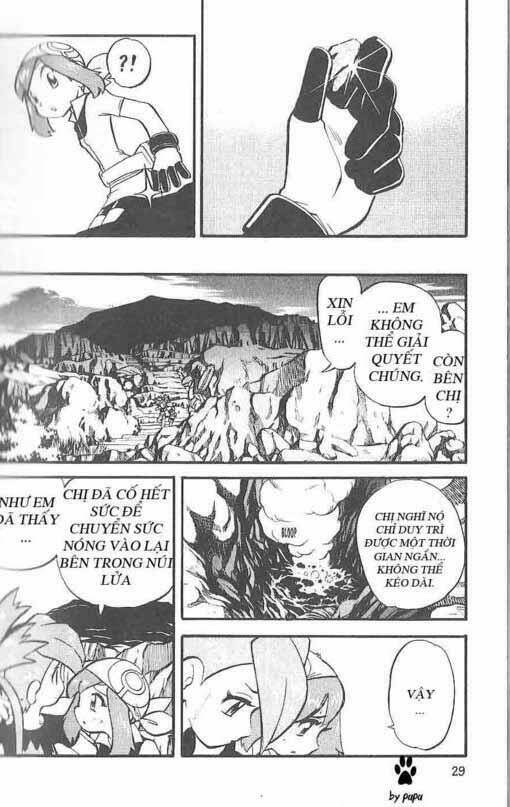 ?!
XIN
LỖI
...
... EM
KHÔNG
THỂ GIẢI
QUYẾT
CHÚNG.
CÒN
BÊN
CHỊ
?
NHƯ EM
ĐÃ THẤY
...
CHỊ ĐÃ CỐ HẾT
SỨC ĐỂ
CHUYỂN SỨC
NÓNG VÀO LẠI
BÊN TRONG NÚI
LỬA
BLOOP
CHỊ NGHĨ NÓ
CHỈ DUY TRÌ
ĐƯỢC MỘT THỜI
GIAN NGẮN...
KHÔNG THỂ
KÉO DÀI.
VẬY
...
29
by papa